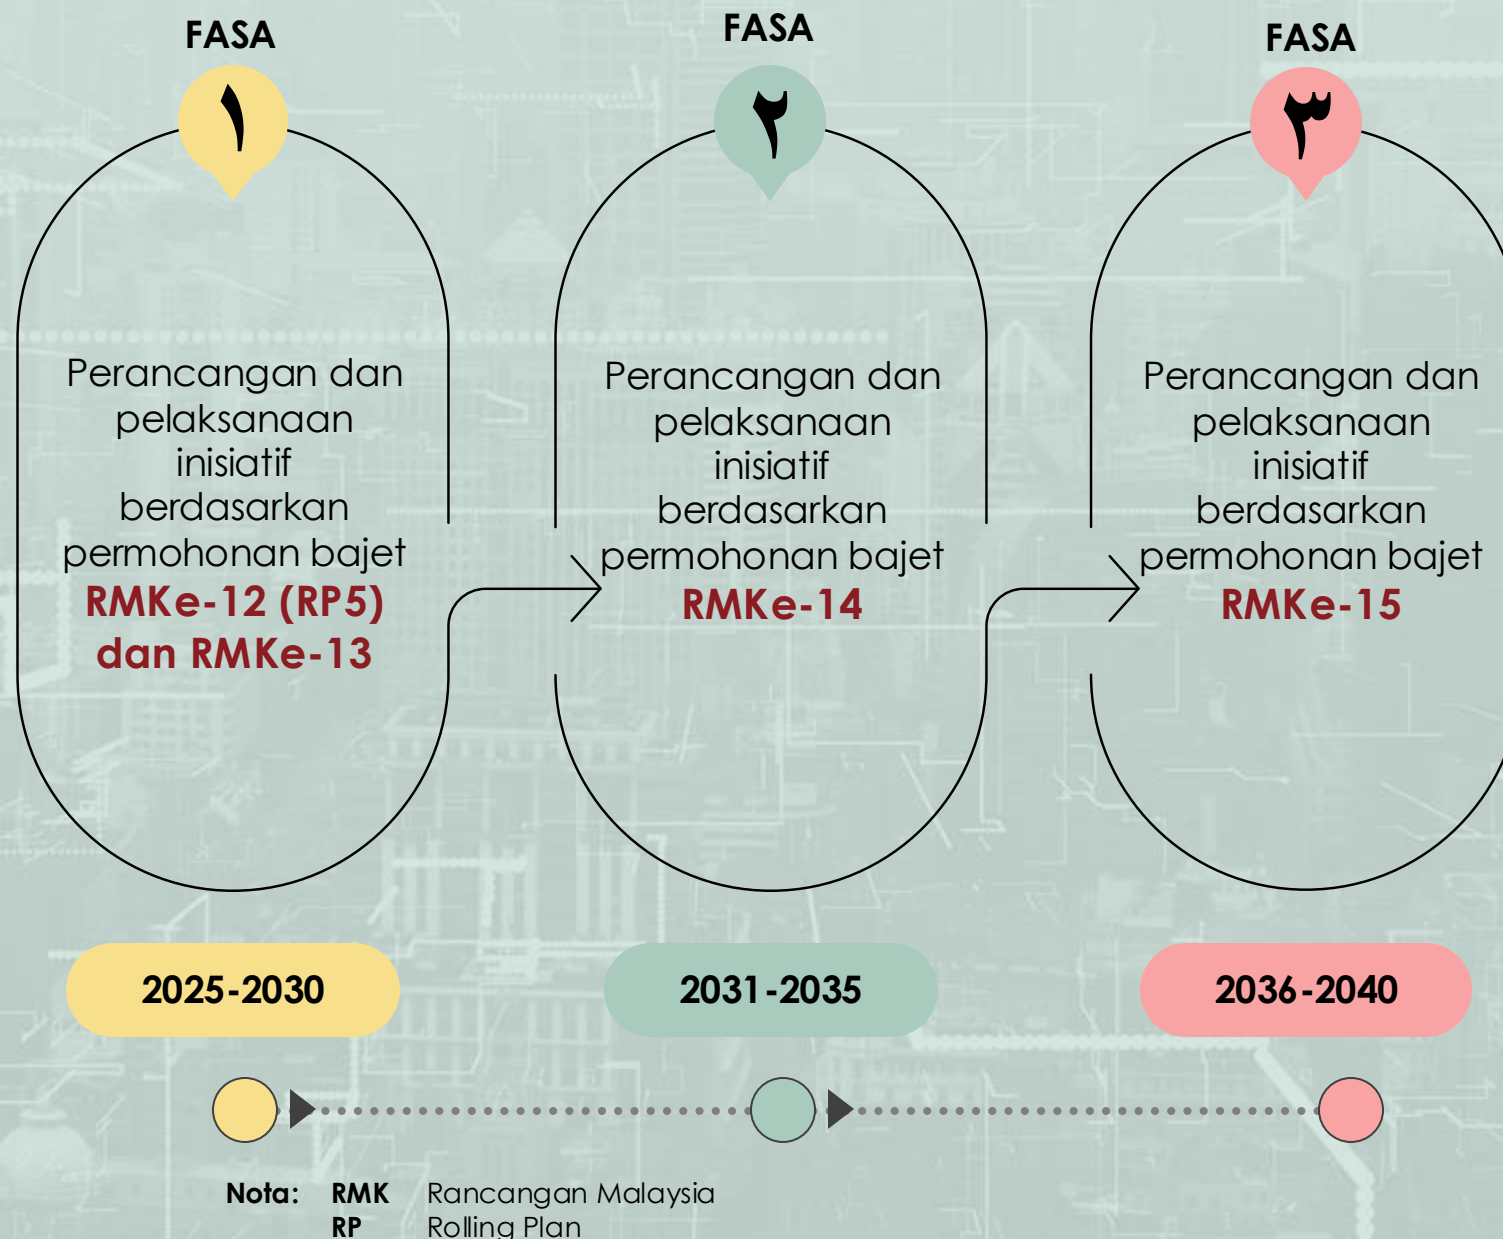 FASA
١
Perancangan dan
pelaksanaan
inisiatif
berdasarkan
permohonan bajet
RMKe-12 (RP5)
dan RMKe-13
2025-2030
FASA
٢
Perancangan dan
pelaksanaan
inisiatif
berdasarkan
permohonan bajet
RMKe-14
2031-2035
FASA
٣
Perancangan dan
pelaksanaan
inisiatif
berdasarkan
permohonan bajet
RMKe-15
2036-2040
Nota: RMK Rancangan Malaysia
RP Rolling Plan